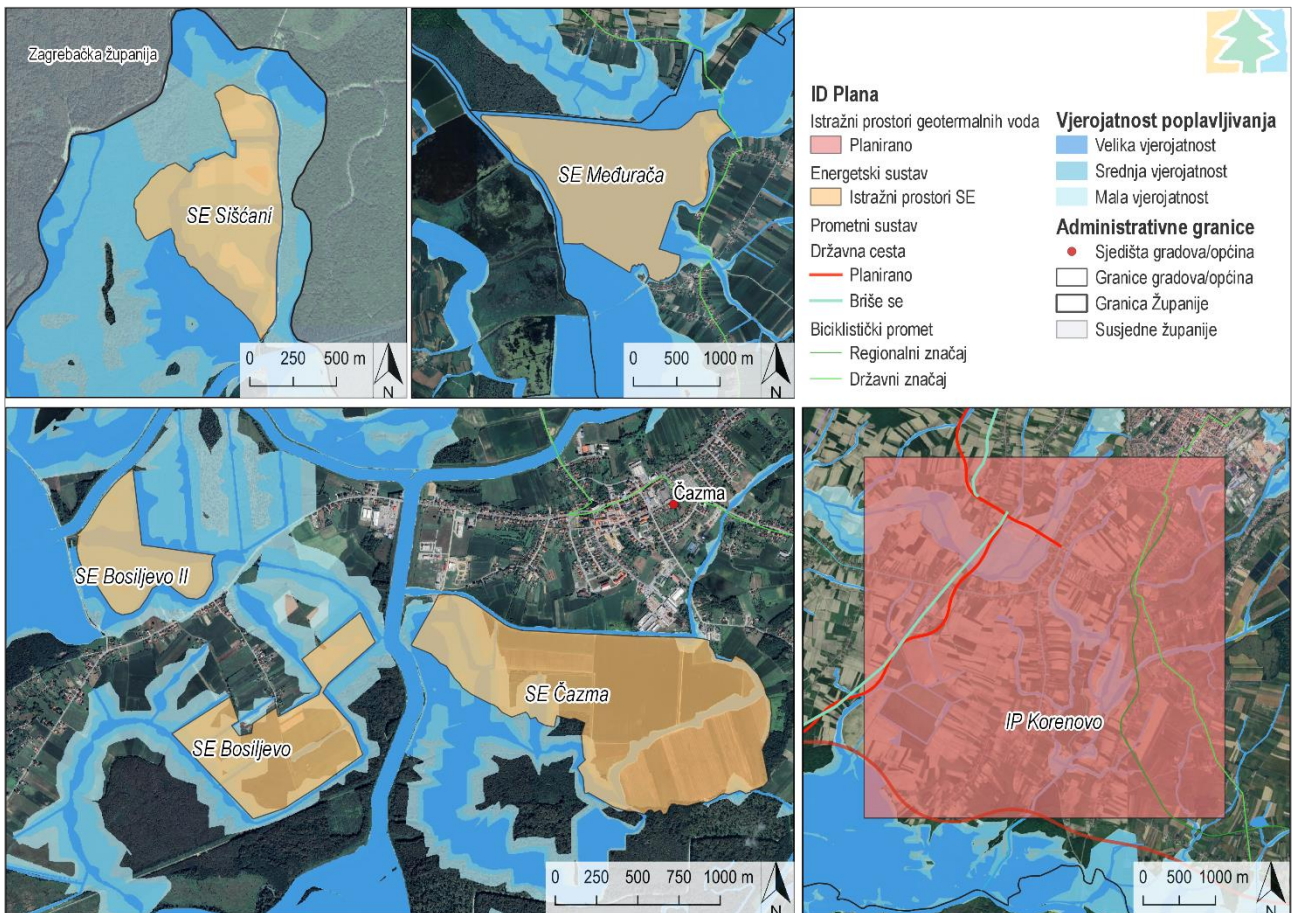 Zagrebačka županija
SE Sišćani
0 250 500 m
N
SE Međurača
0 500 1000 m
N
ID Plana
Istražni prostori geotermalnih voda
Planirano
Energetski sustav
Istražni prostori SE
Prometni sustav
Državna cesta
Planirano
Briše se
Biciklistički promet
Regionalni značaj
Državni značaj
Vjerojatnost poplavljivanja
Velika vjerojatnost
Srednja vjerojatnost
Mala vjerojatnost
Administrativne granice
Sjedišta gradova/općina
Granice gradova/općina
Granica Županije
Susjedne županije
Čazma
SE Bosiljevo II
SE Čazma
SE Bosiljevo
0 250 500 750 1000 m
N
IP Korenovo
0 500 1000 m
N